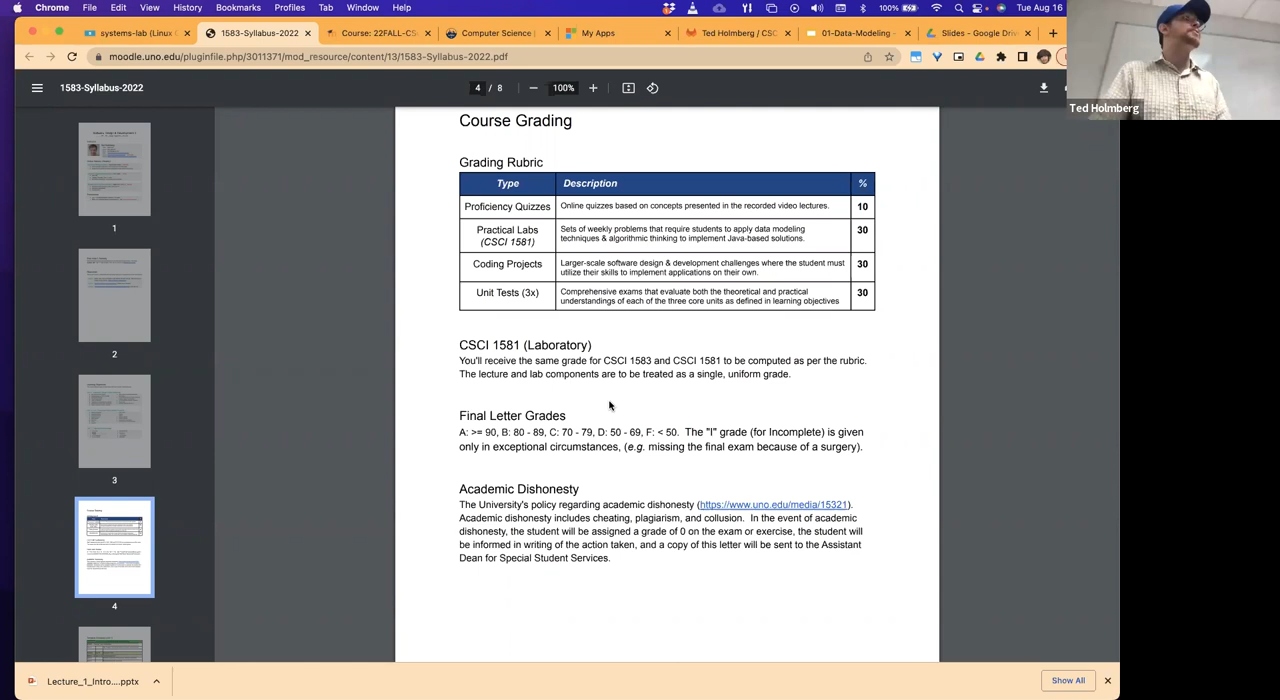 Chrome File Edit View History Bookmarks Profiles Tab Window Help 100% Tue Aug 16
systems-lab (Linux 1583-Syllabus-2022 Course: 22FALL-CS Computer Science | My Apps Ted Holmberg / CSC 01-Data-Modeling - Slides - Google Driv
moodle.uno.edu/pluginfile.php/3011371/mod_resource/content/13/1583-Syllabus-2022.pdf
1583-Syllabus-2022 4 / 8 100%
Ted Holmberg
1
2
3
4
Course Grading
Grading Rubric
Type Description %
Proficiency Quizzes Online quizzes based on concepts presented in the recorded video lectures. 10
Practical Labs Sets of weekly problems that require students to apply data modeling 30
(CSCI 1581) techniques & algorithmic thinking to implement Java-based solutions.
Coding Projects Larger-scale software design & development challenges where the student must 30
utilize their skills to implement applications on their own.
Unit Tests (3x) Comprehensive exams that evaluate both the theoretical and practical 30
understandings of each of the three core units as defined in learning objectives
CSCI 1581 (Laboratory)
You'll receive the same grade for CSCI 1583 and CSCI 1581 to be computed as per the rubric.
The lecture and lab components are to be treated as a single, uniform grade.
Final Letter Grades
A: >= 90, B: 80 - 89, C: 70 - 79, D: 50 - 69, F: < 50. The "I" grade (for Incomplete) is given
only in exceptional circumstances, (e.g. missing the final exam because of a surgery).
Academic Dishonesty
The University's policy regarding academic dishonesty (https://www.uno.edu/media/15321).
Academic dishonesty includes cheating, plagiarism, and collusion. In the event of academic
dishonesty, the student will be assigned a grade of 0 on the exam or exercise, the student will
be informed in writing of the action taken, and a copy of this letter will be sent to the Assistant
Dean for Special Student Services.
Lecture_1_Intro....pptx Show All